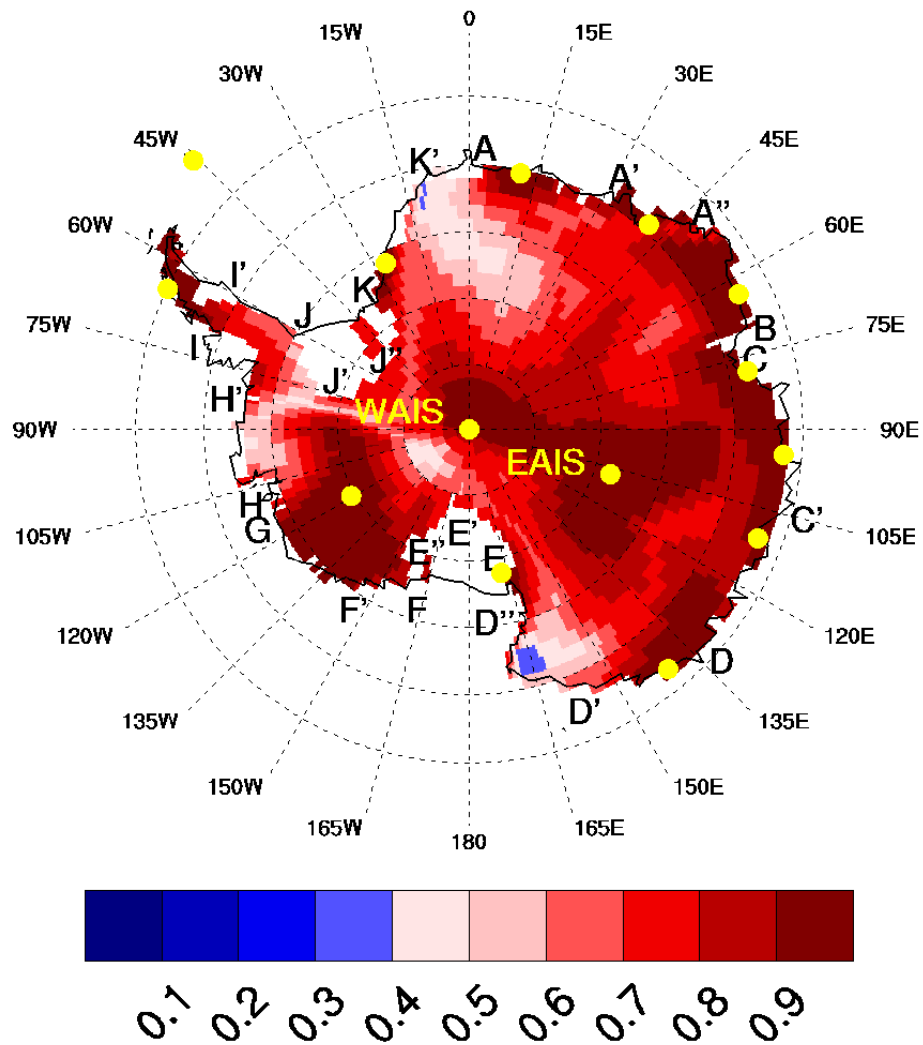 0
15W
15E
30W
30E
45W
45E
60W
60E
75W
75E
90W
90E
105W
105E
120W
120E
135W
135E
150W
150E
165W
165E
180
K'
A
A'
A''
I'
K
B
I
J
J''
C
H'
J'
WAIS
EAIS
H
G
E''
E'
E
C'
F'
F
D''
D
D'
0.1 0.2 0.3 0.4 0.5 0.6 0.7 0.8 0.9